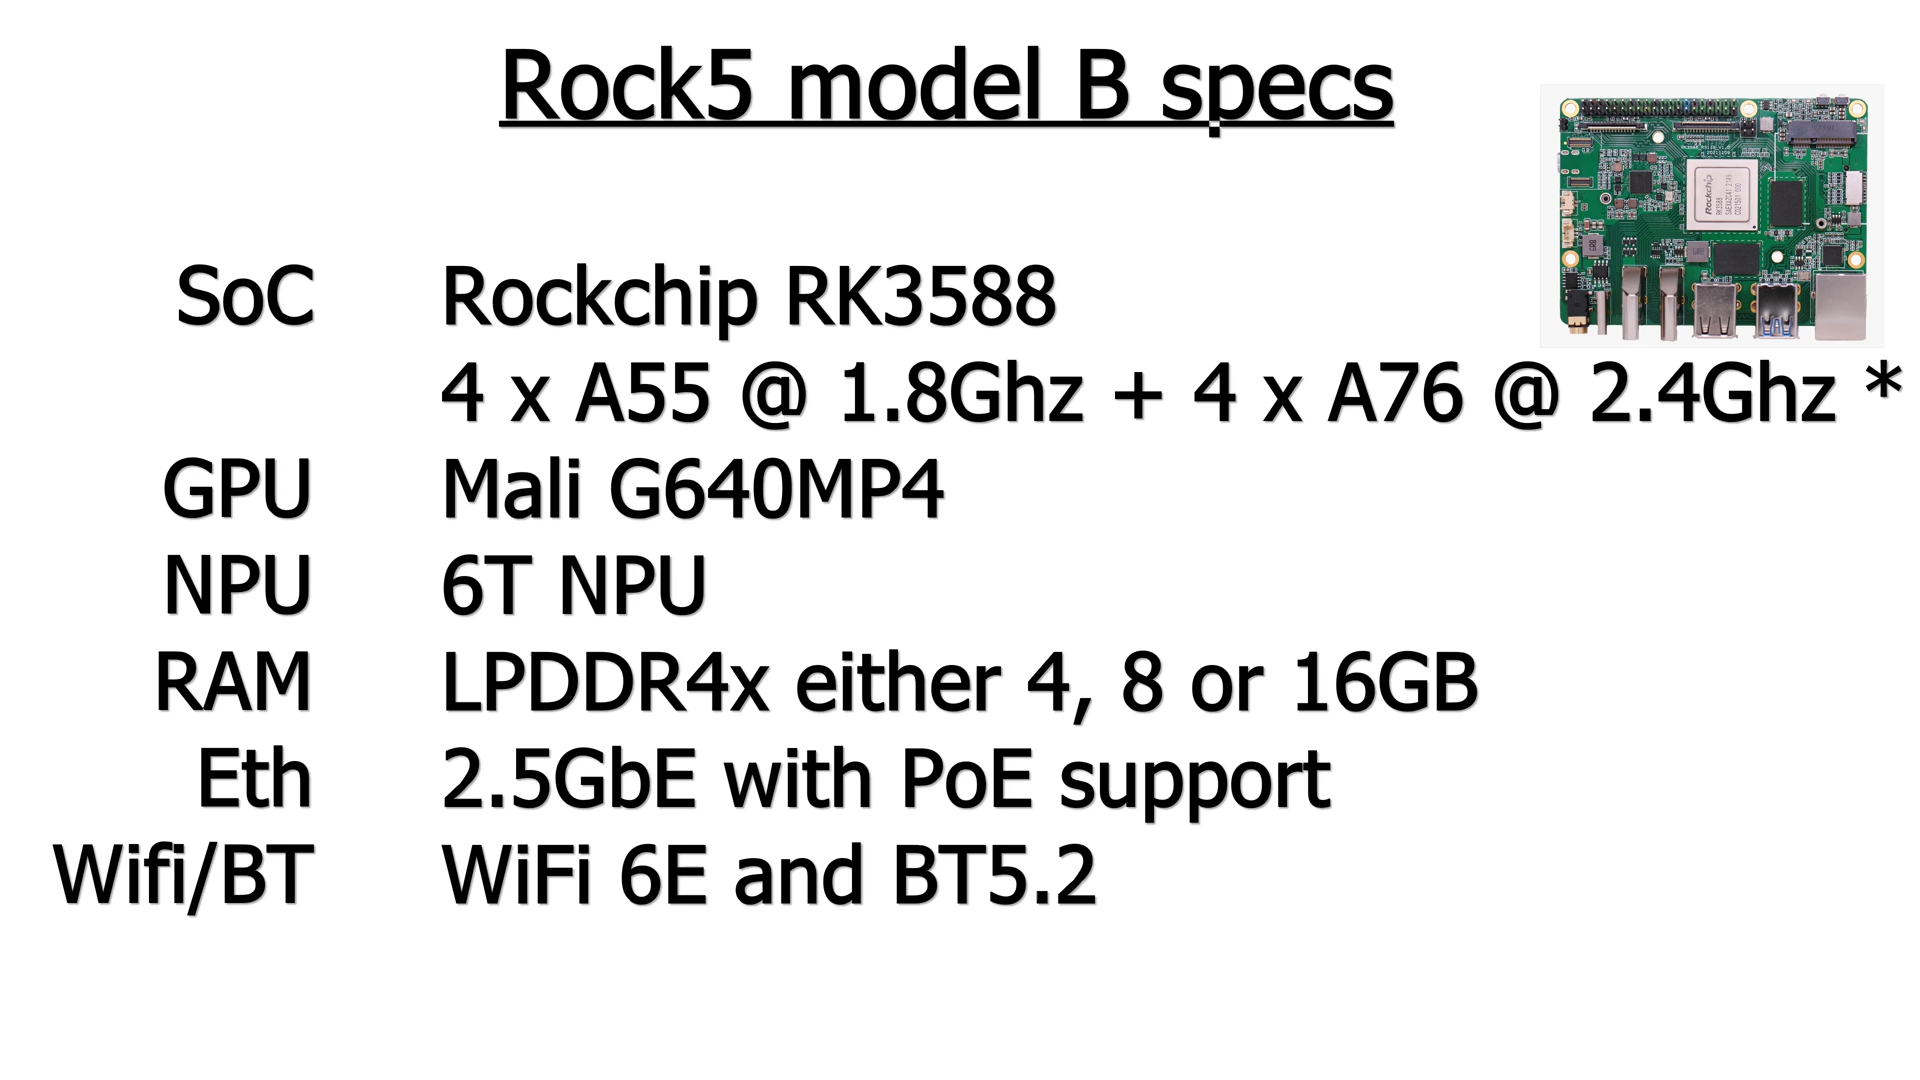 Rock5 model B specs
SoC Rockchip RK3588
4 x A55 @ 1.8Ghz + 4 x A76 @ 2.4Ghz *
GPU Mali G640MP4
NPU 6T NPU
RAM LPDDR4x either 4, 8 or 16GB
Eth 2.5GbE with PoE support
Wifi/BT WiFi 6E and BT5.2
Rockchip
RK3588